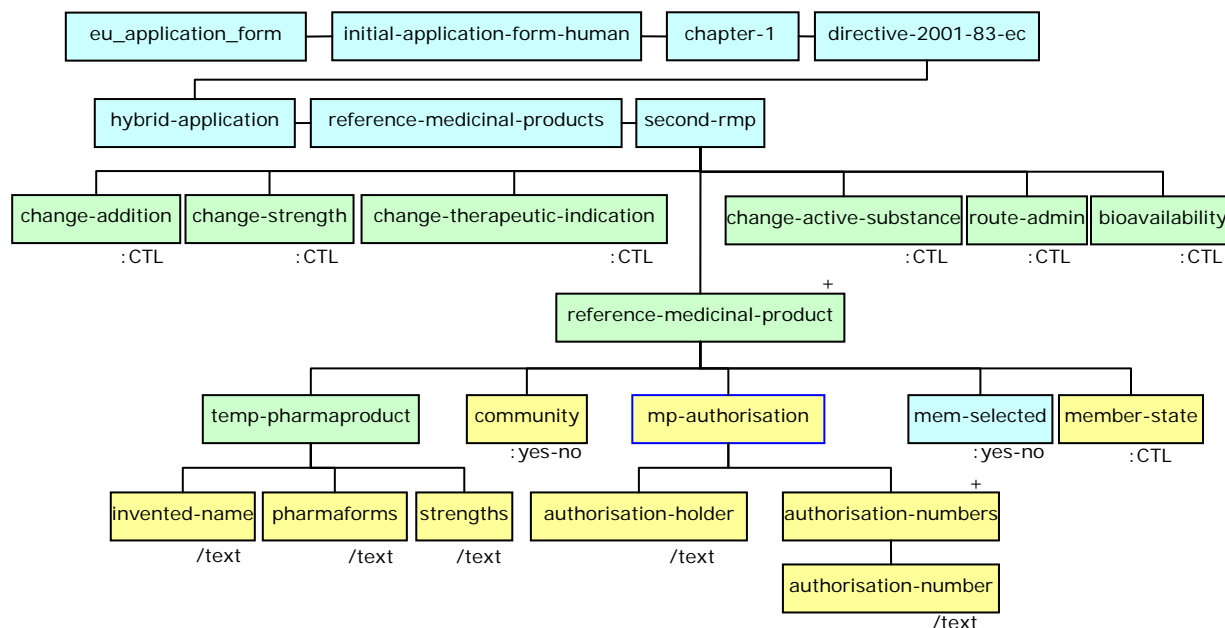 eu_application_form initial-application-form-human chapter-1 directive-2001-83-ec
hybrid-application reference-medicinal-products second-rmp
change-addition change-strength change-therapeutic-indication change-active-substance route-admin bioavailability
:CTL :CTL :CTL :CTL :CTL :CTL
+
reference-medicinal-product
temp-pharmaproduct community mp-authorisation mem-selected member-state
:yes-no :yes-no :CTL
+
invented-name pharmaforms strengths authorisation-holder authorisation-numbers
/text /text /text /text
authorisation-number
/text